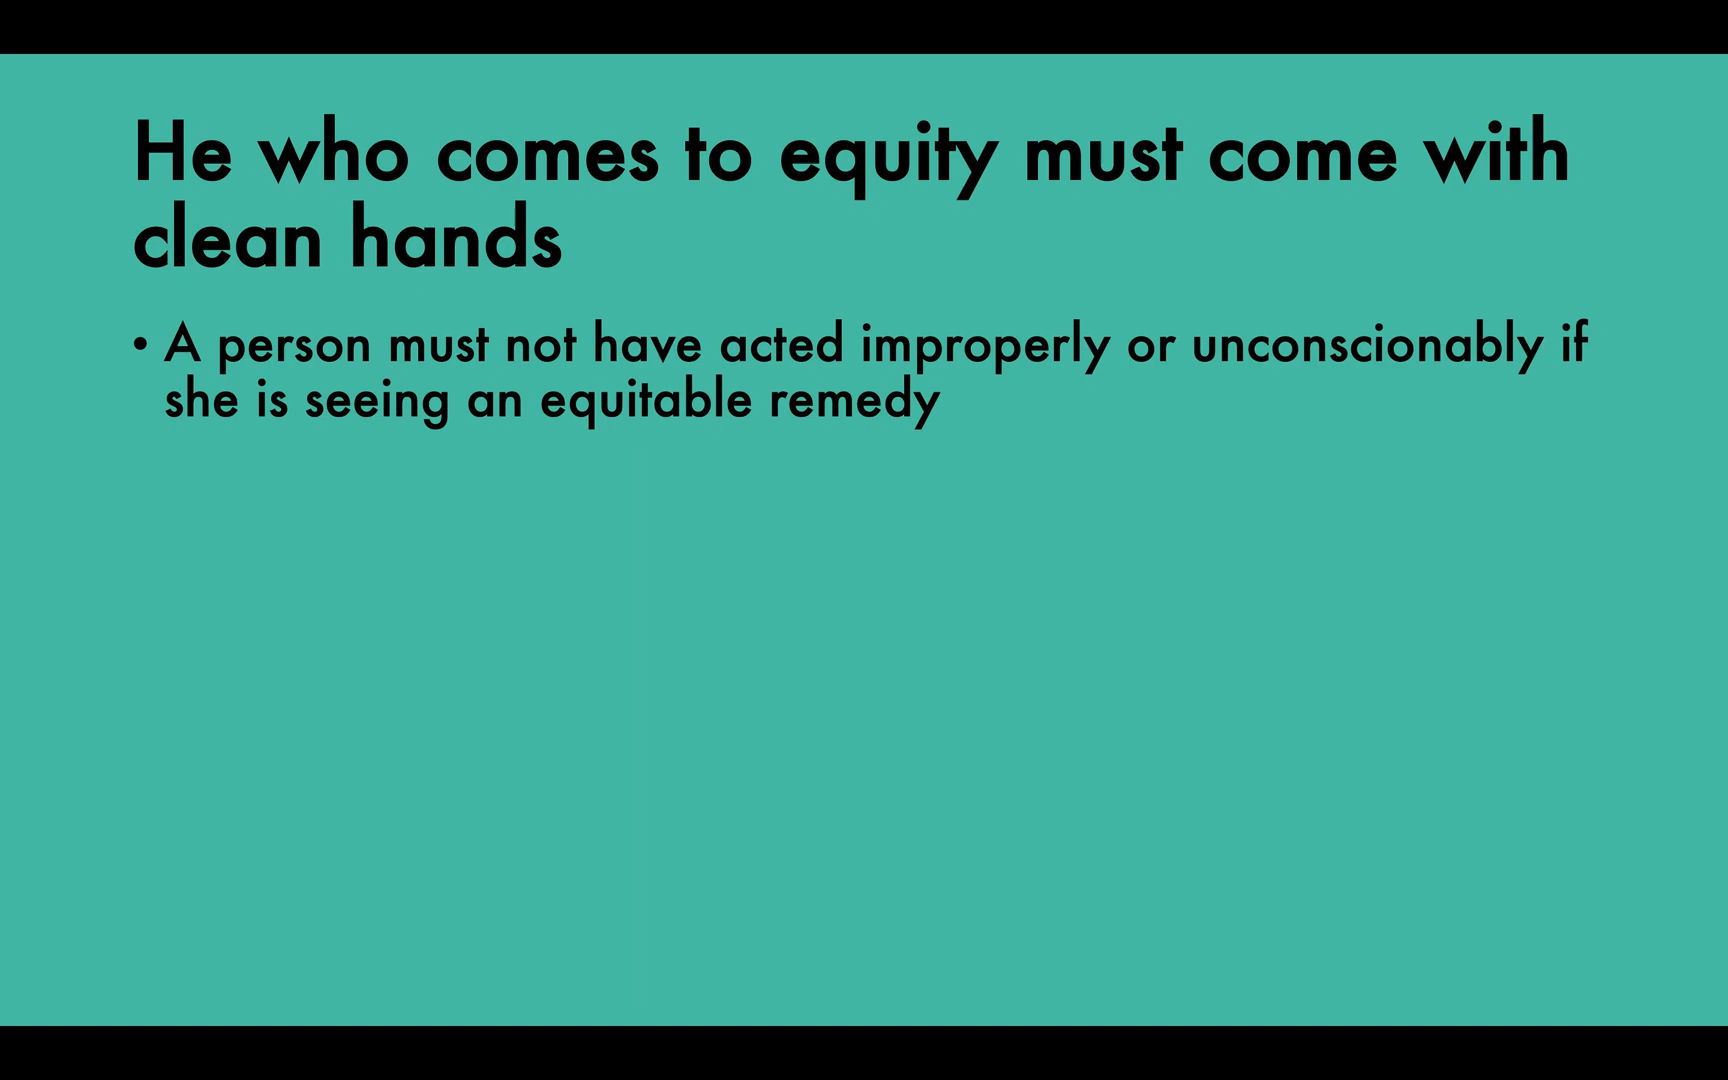 He who comes to equity must come with
clean hands
• A person must not have acted improperly or unconscionably if
she is seeing an equitable remedy